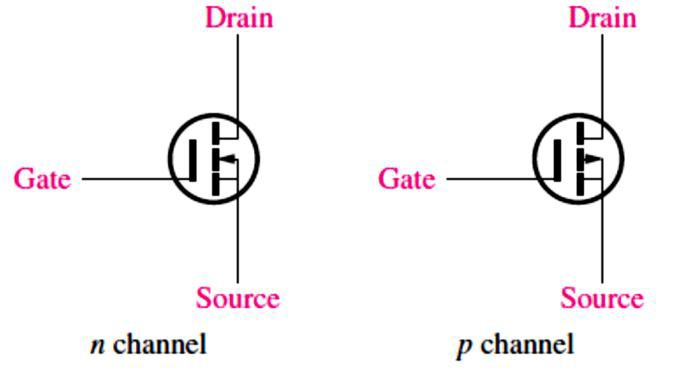 Drain
Drain
Gate
Gate
Source
Source
n channel
p channel